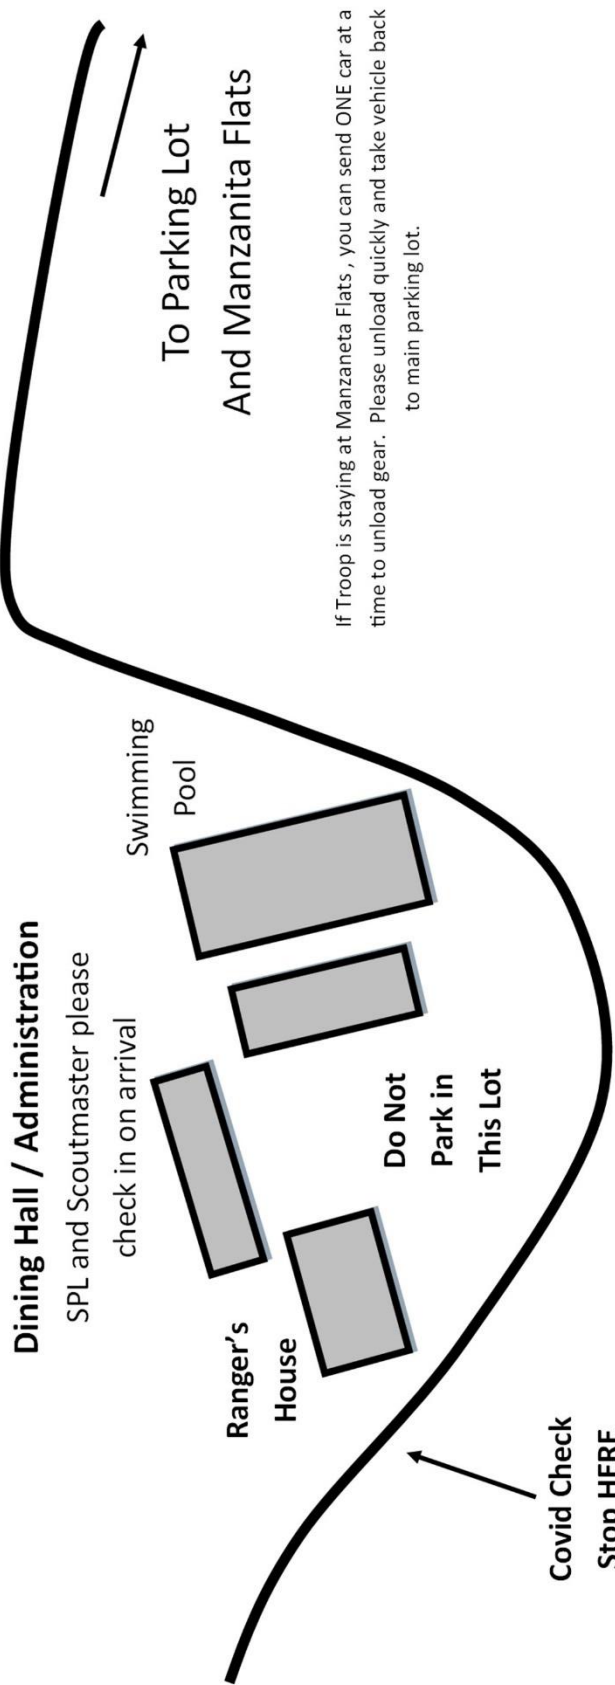 Dining Hall / Administration
SPL and Scoutmaster please
check in on arrival
Swimming
Pool
To Parking Lot
And Manzanita Flats
If Troop is staying at Manzaneta Flats , you can send ONE car at a
time to unload gear.  Please unload quickly and take vehicle back
to main parking lot.
Ranger's
House
Do Not
Park in
This Lot
Covid Check
Stop HERE